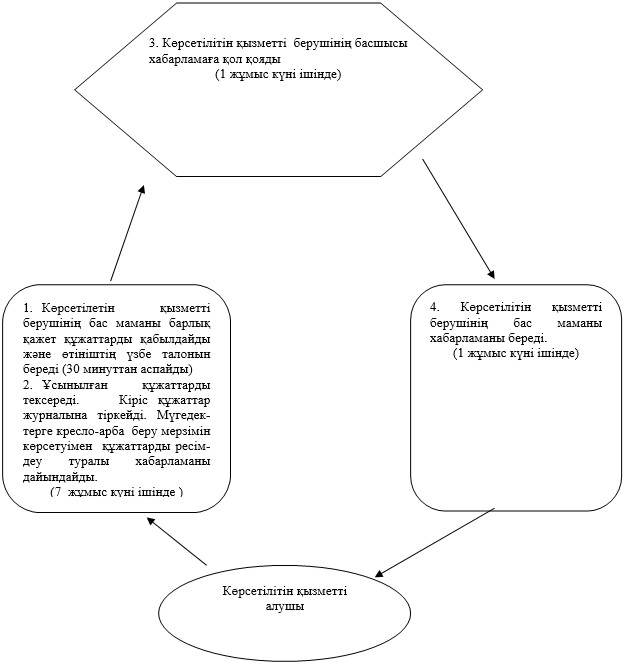 3. Көрсетілітін қызметті берушінің басшысы
хабарламаға қол қояды
(1 жұмыс күні ішінде)
1. Көрсетілетін қызметті
берушінің бас маманы барлық
қажет құжаттарды қабылдайды
және өтініштің үзбе талонын
береді (30 минуттан аспайды)
2. Ұсынылған құжаттарды
тексереді. Кіріс құжаттар
журналына тіркейді. Мүгедек-
терге кресло-арба беру мерзімін
көрсетуімен құжаттарды ресім-
деу туралы хабарламаны
дайындайды.
(7 жұмыс күні ішінде )
4. Көрсетілітін қызметті
берушінің бас маманы
хабарламаны береді.
(1 жұмыс күні ішінде)
Көрсетілітін қызметті
алушы